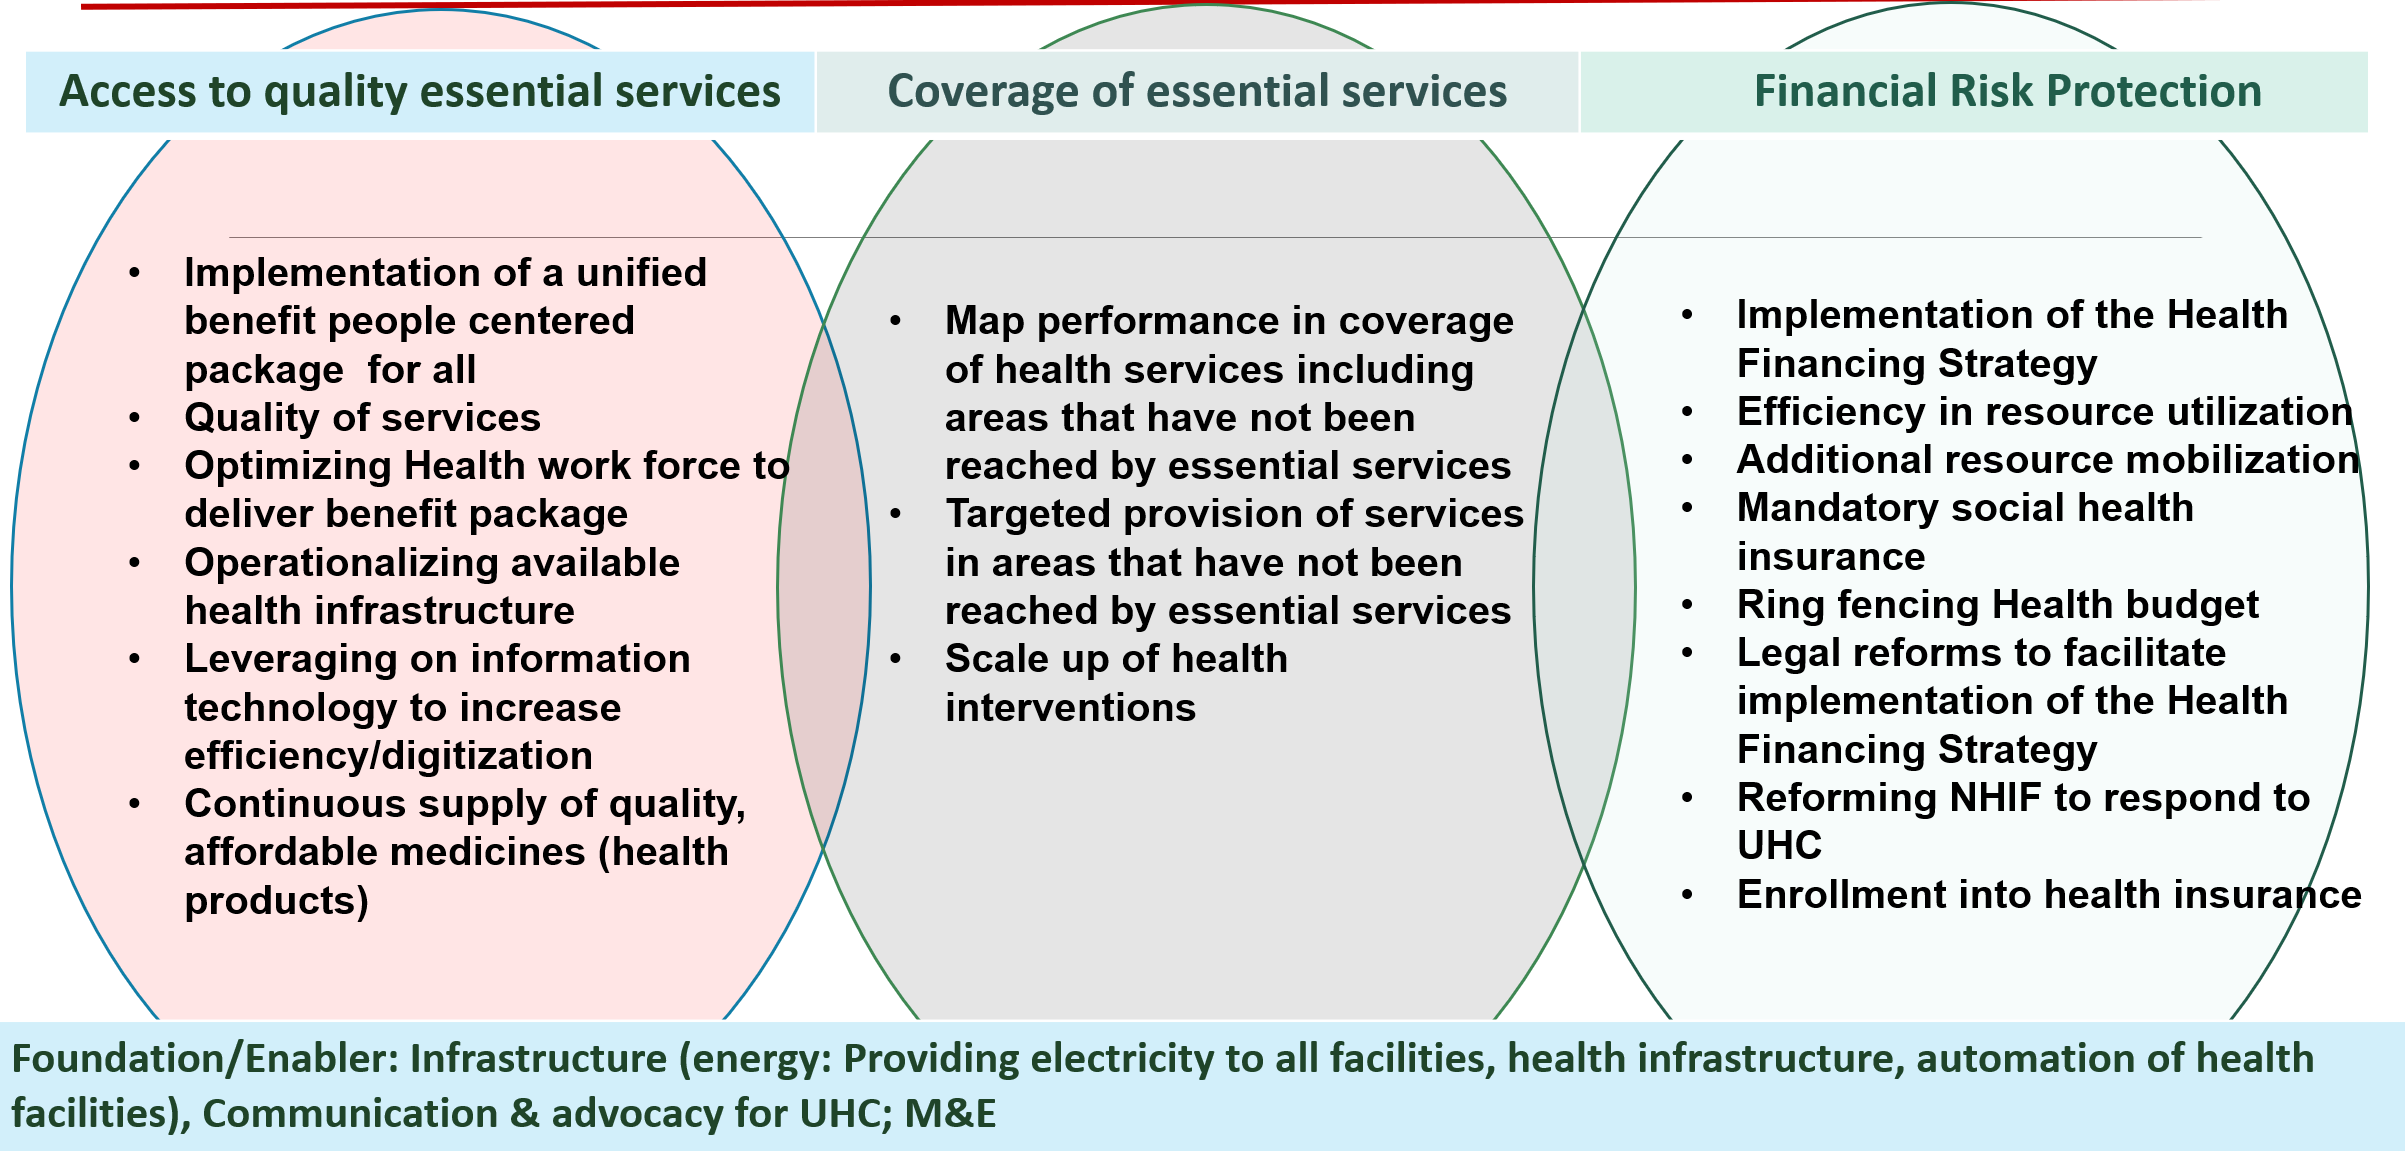 Access to quality essential services
Coverage of essential services
Financial Risk Protection
• Implementation of a unified
benefit people centered
package  for all
• Quality of services
• Optimizing Health work force to
deliver benefit package
• Operationalizing available
health infrastructure
• Leveraging on information
technology to increase
efficiency/digitization
• Continuous supply of quality,
affordable medicines (health
products)
• Map performance in coverage
of health services including
areas that have not been
reached by essential services
• Targeted provision of services
in areas that have not been
reached by essential services
• Scale up of health
interventions
• Implementation of the Health
Financing Strategy
• Efficiency in resource utilization
• Additional resource mobilization
• Mandatory social health
insurance
• Ring fencing Health budget
• Legal reforms to facilitate
implementation of the Health
Financing Strategy
• Reforming NHIF to respond to
UHC
• Enrollment into health insurance
Foundation/Enabler: Infrastructure (energy: Providing electricity to all facilities, health infrastructure, automation of health
facilities), Communication & advocacy for UHC; M&E